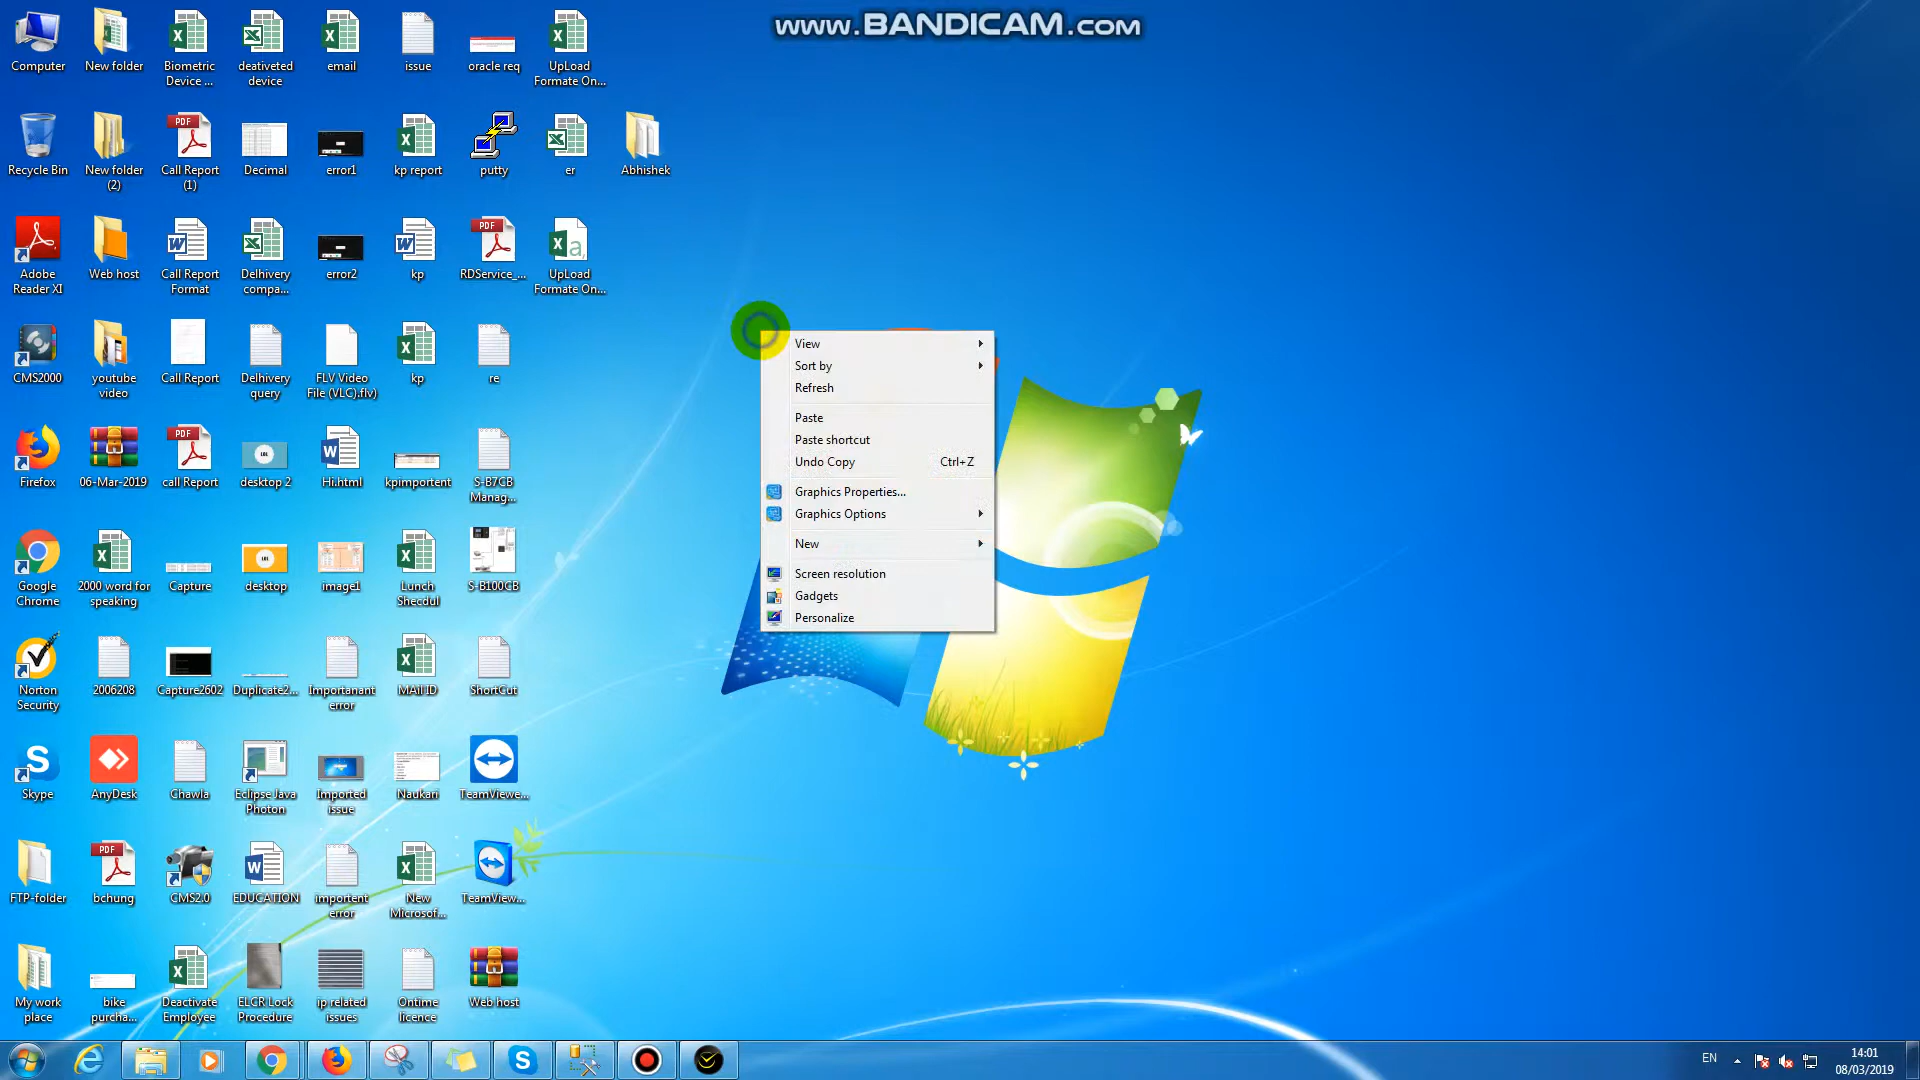 www.BANDICAM.com
Computer
New folder
Biometric
Device ...
deativeted
device
email
issue
oracle req
UpLoad
Formate On...
Recycle Bin
New folder
(2)
Call Report
(1)
Decimal
error1
kp report
putty
er
Abhishek
Adobe
Reader XI
Web host
Call Report
Format
Delhivery
compa...
error2
kp
RDService_...
UpLoad
Formate On...
CMS2000
youtube
video
Call Report
Delhivery
query
FLV Video
File (VLC).flv)
kp
re
Firefox
06-Mar-2019
call Report
desktop 2
Hi.html
kpimportent
S-B7CB
Manag...
Google
Chrome
2000 word for
speaking
Capture
desktop
image1
Lunch
Shecdul
S-B100CB
Norton
Security
2006208
Capture2602
Duplicate2...
Importanant
error
MAil ID
ShortCut
Skype
AnyDesk
Chawla
Eclipse Java
Photon
Imported
issue
Naukari
TeamViewe...
FTP-folder
bchung
CMS2.0
EDUCATION
importent
error
New
Microsof...
TeamView...
My work
place
bike
purcha...
Deactivate
Employee
ELCR Lock
Procedure
ip related
issues
Ontime
licence
Web host
View
Sort by
Refresh
Paste
Paste shortcut
Undo Copy Ctrl+Z
Graphics Properties...
Graphics Options
New
Screen resolution
Gadgets
Personalize
EN
14:01
08/03/2019